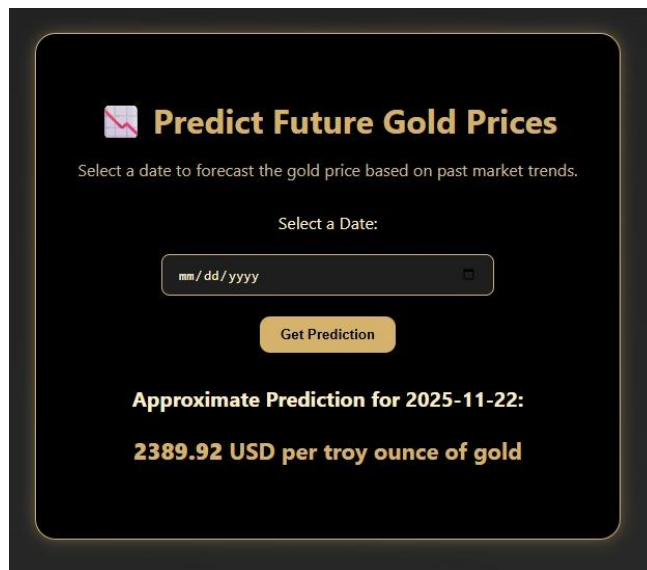 Predict Future Gold Prices
Select a date to forecast the gold price based on past market trends.
Select a Date:
mm/dd/yyyy
Get Prediction
Approximate Prediction for 2025-11-22:
2389.92 USD per troy ounce of gold